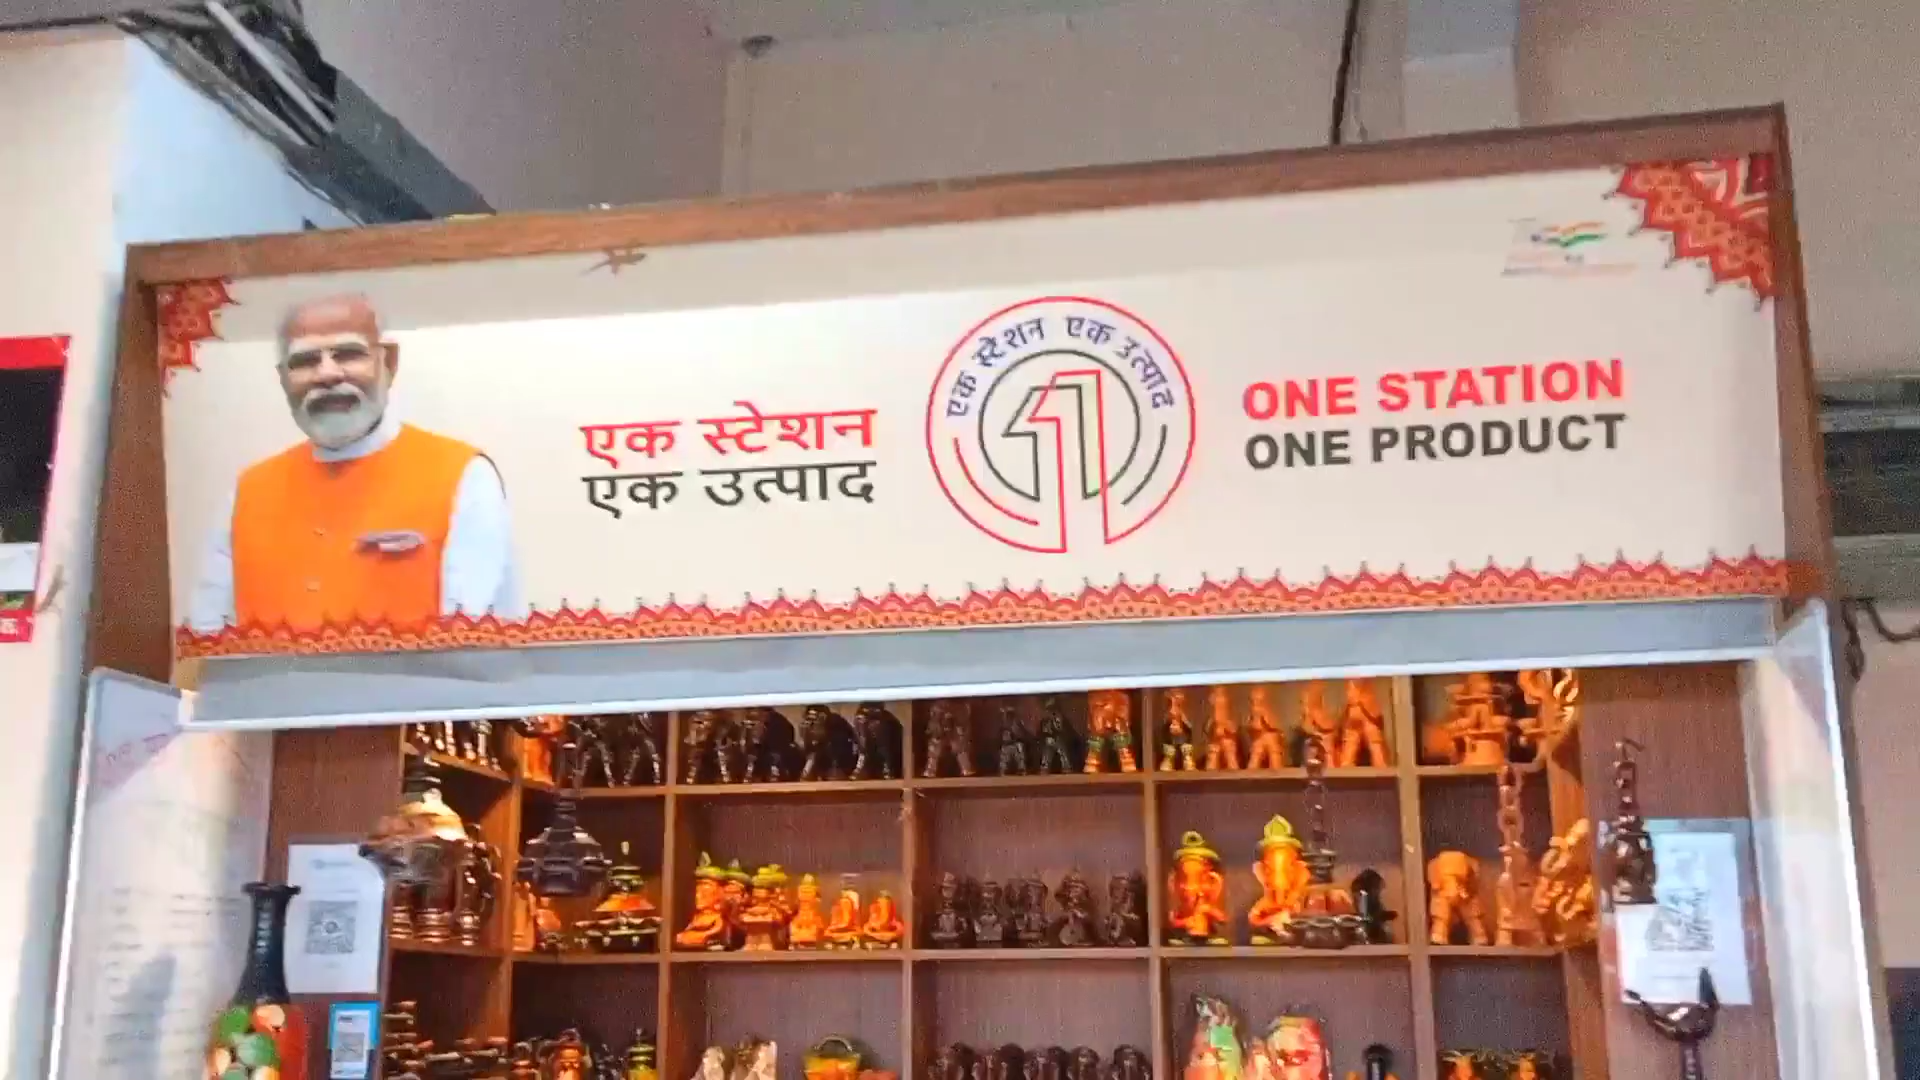 एक स्टेशन
एक उत्पाद
एक स्टेशन एक उत्पाद
ONE STATION
ONE PRODUCT